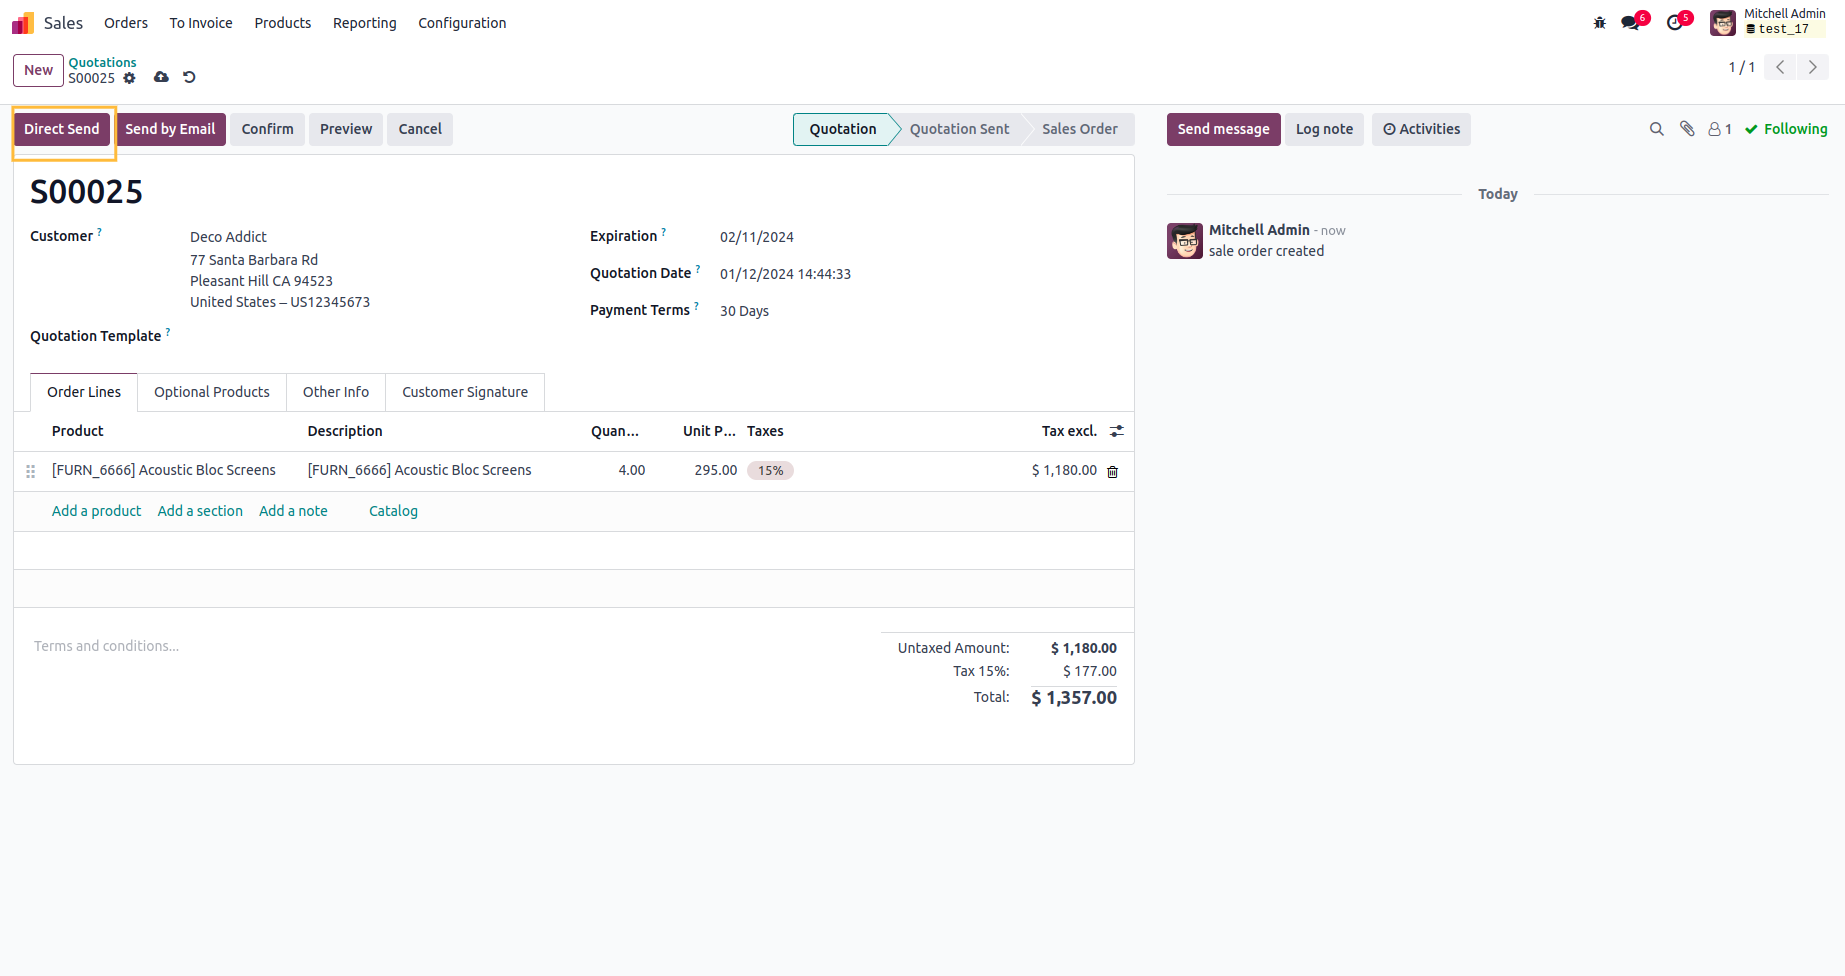 Sales Orders To Invoice Products Reporting Configuration 6 5 Mitchell Admin
test_17
New Quotations
S00025 1 / 1
Direct Send Send by Email Confirm Preview Cancel Quotation Quotation Sent Sales Order Send message Log note Activities 1 Following
S00025
Today
Customer ? Deco Addict
77 Santa Barbara Rd
Pleasant Hill CA 94523
United States – US12345673
Quotation Template ?
Expiration ? 02/11/2024
Quotation Date ? 01/12/2024 14:44:33
Payment Terms ? 30 Days
Mitchell Admin - now
sale order created
Order Lines Optional Products Other Info Customer Signature
Product Description Quan... Unit P... Taxes Tax excl.
[FURN_6666] Acoustic Bloc Screens [FURN_6666] Acoustic Bloc Screens 4.00 295.00 15% $ 1,180.00
Add a product Add a section Add a note Catalog
Terms and conditions...
Untaxed Amount: $ 1,180.00
Tax 15%: $ 177.00
Total: $ 1,357.00